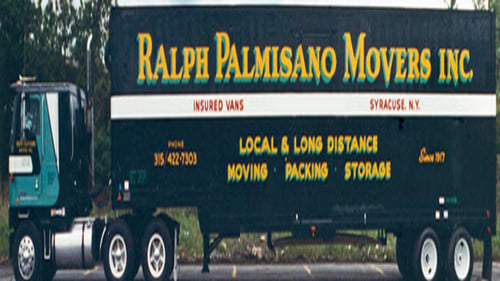 RALPH PALMISANO MOVERS INC.
INSURED VANS SYRACUSE, N.Y.
PHONE
315/422-7303
LOCAL & LONG DISTANCE
MOVING · PACKING · STORAGE
Since 1917